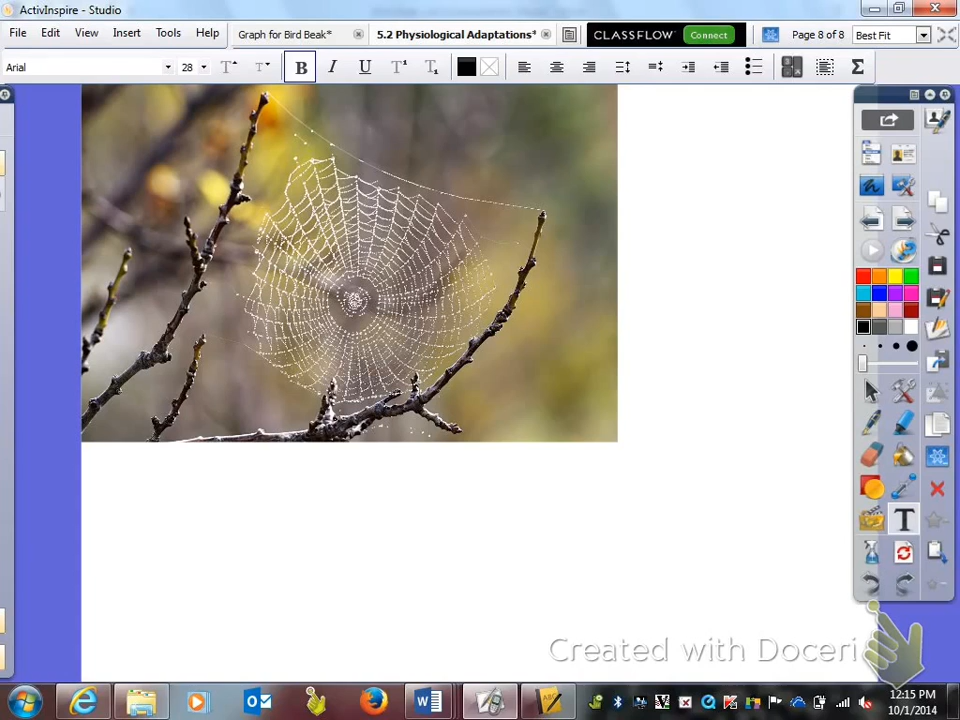 ActivInspire - Studio
File Edit View Insert Tools Help
Graph for Bird Beak*
5.2 Physiological Adaptations*
CLASSFLOW Connect
Page 8 of 8
Best Fit
Arial
28
B I U T T
T
Created with Doceri
12:15 PM
10/1/2014